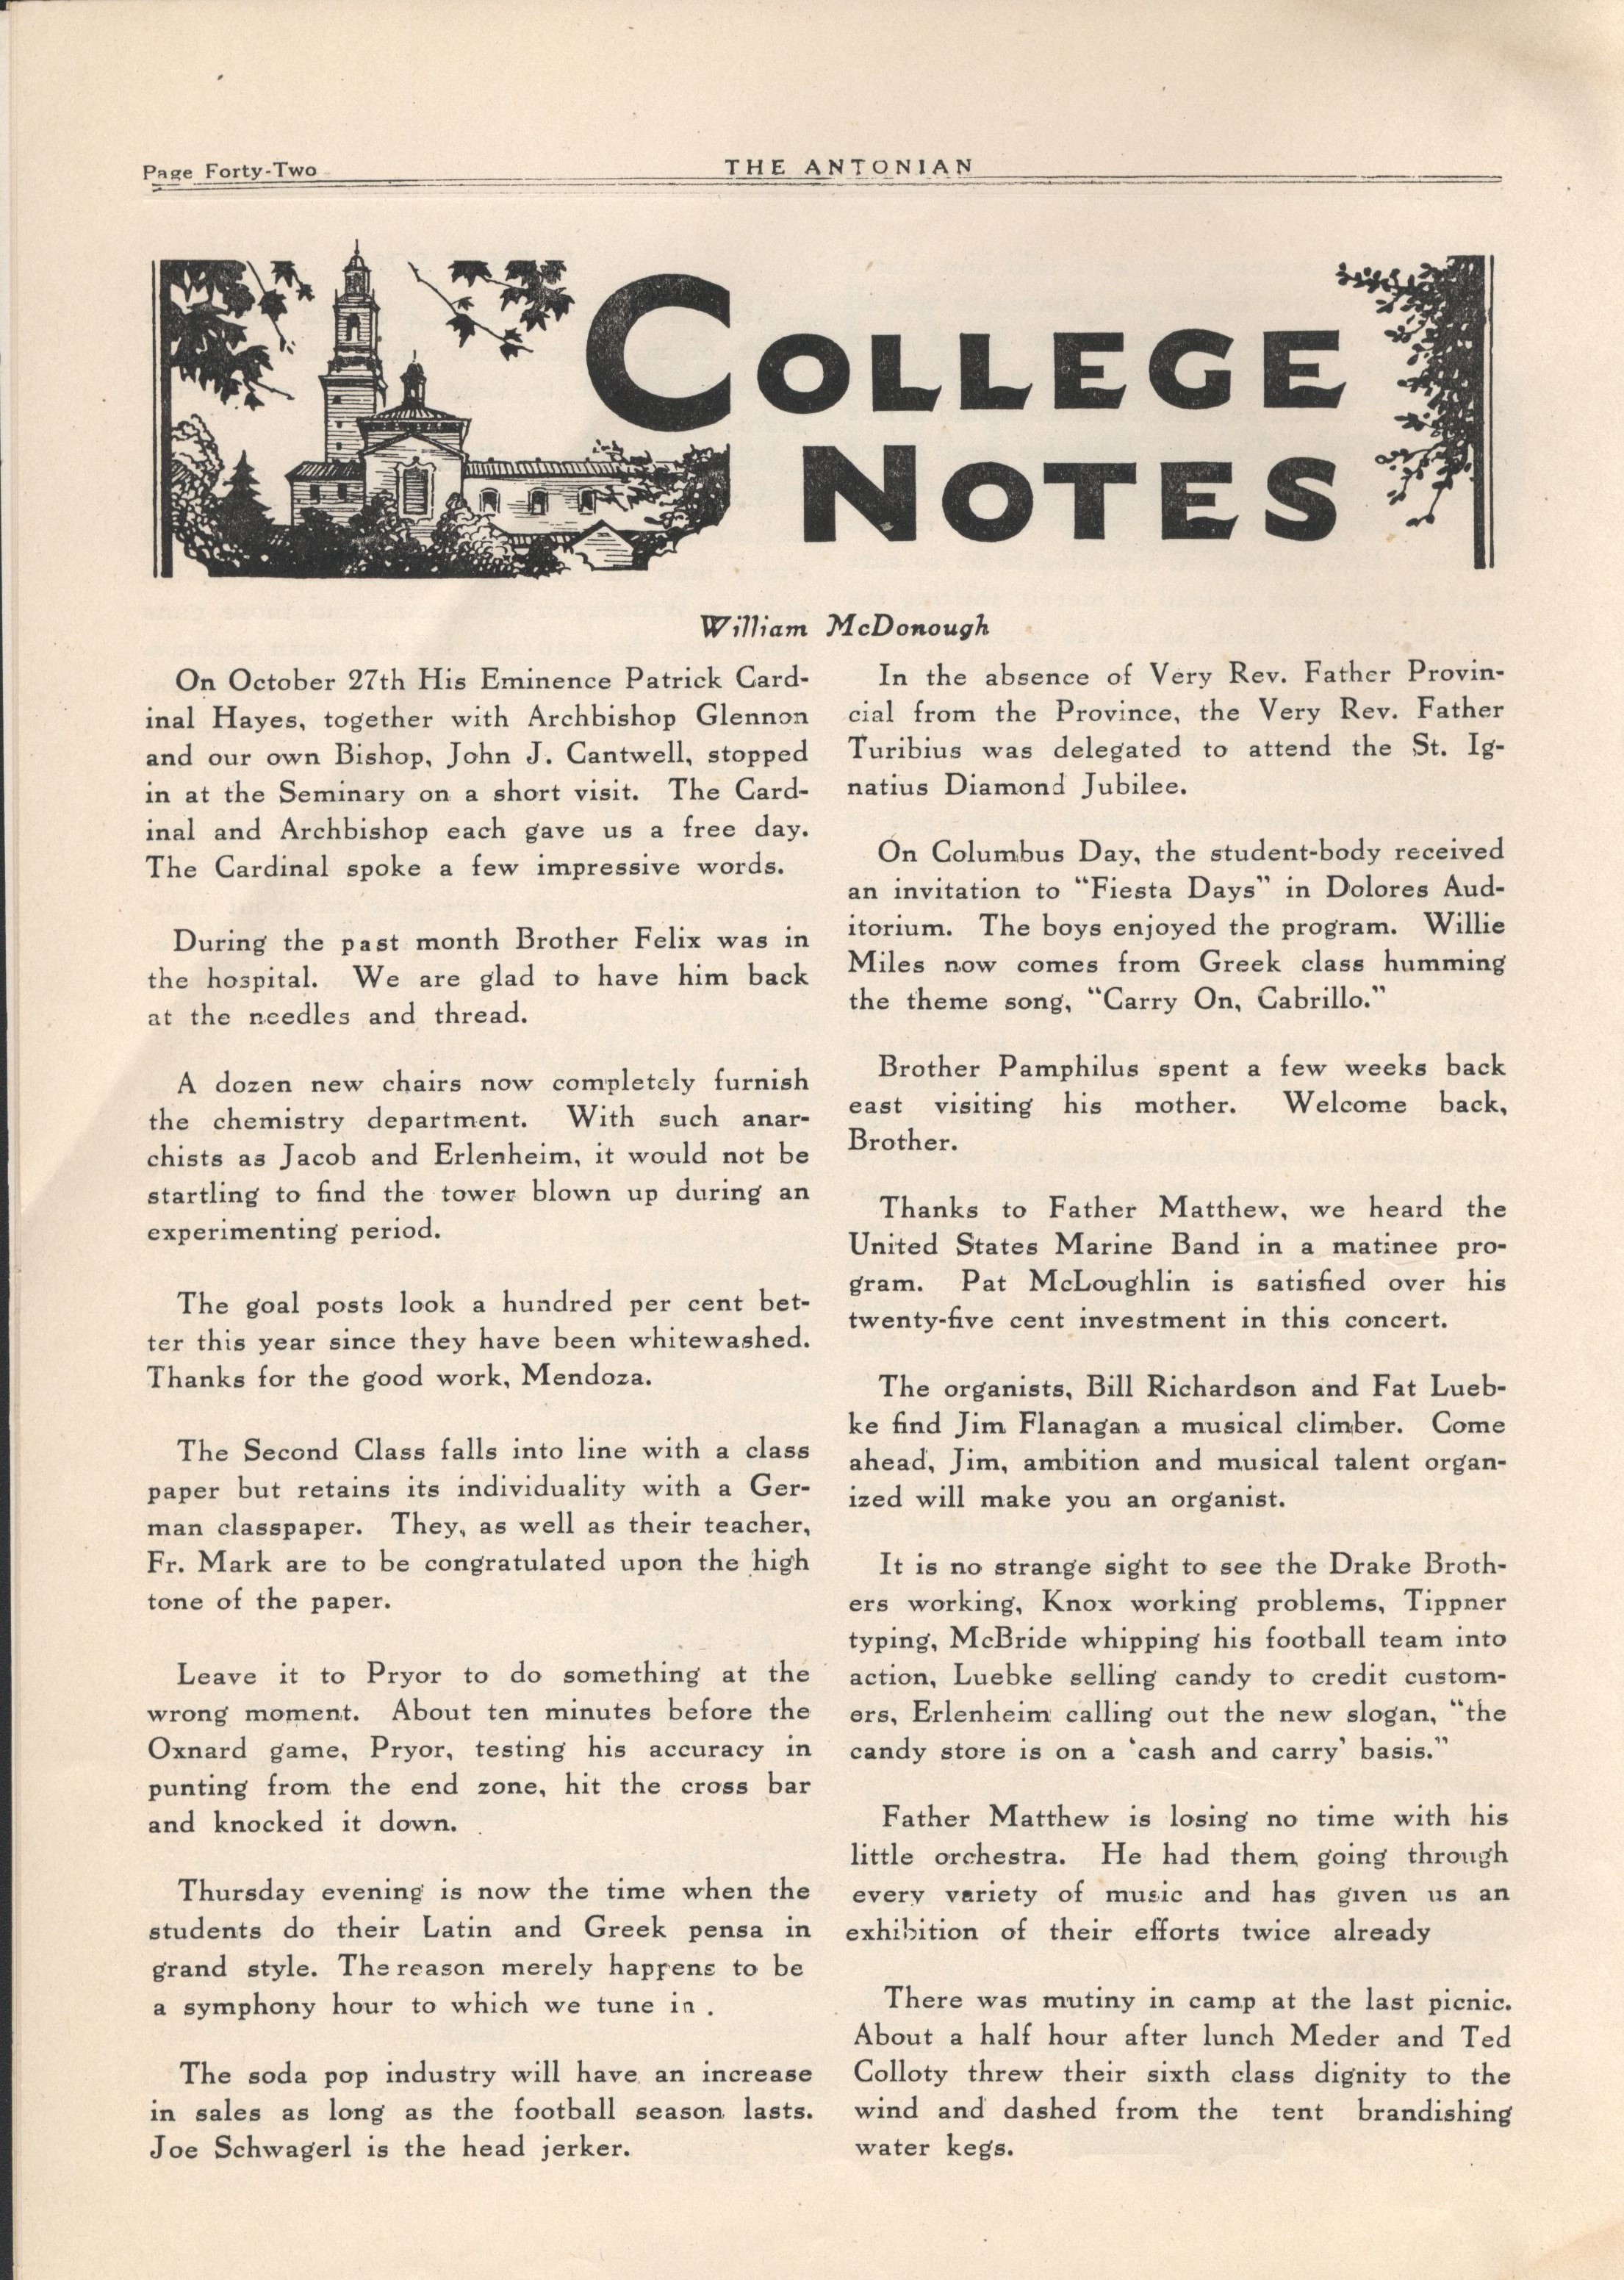 Page Forty-Two
THE ANTONIAN
COLLEGE
NOTES
William McDonough
On October 27th His Eminence Patrick Card-
inal Hayes, together with Archbishop Glennon
and our own Bishop, John J. Cantwell, stopped
in at the Seminary on a short visit. The Card-
inal and Archbishop each gave us a free day.
The Cardinal spoke a few impressive words.
During the past month Brother Felix was in
the hospital. We are glad to have him back
at the needles and thread.
A dozen new chairs now completely furnish
the chemistry department. With such anar-
chists as Jacob and Erlenheim, it would not be
startling to find the tower blown up during an
experimenting period.
The goal posts look a hundred per cent bet-
ter this year since they have been whitewashed.
Thanks for the good work, Mendoza.
The Second Class falls into line with a class
paper but retains its individuality with a Ger-
man classpaper. They, as well as their teacher,
Fr. Mark are to be congratulated upon the high
tone of the paper.
Leave it to Pryor to do something at the
wrong moment. About ten minutes before the
Oxnard game, Pryor, testing his accuracy in
punting from the end zone, hit the cross bar
and knocked it down.
Thursday evening is now the time when the
students do their Latin and Greek pensa in
grand style. The reason merely happens to be
a symphony hour to which we tune in .
The soda pop industry will have an increase
in sales as long as the football season lasts.
Joe Schwagerl is the head jerker.
In the absence of Very Rev. Father Provin-
cial from the Province, the Very Rev. Father
Turibius was delegated to attend the St. Ig-
natius Diamond Jubilee.
On Columbus Day, the student-body received
an invitation to "Fiesta Days" in Dolores Aud-
itorium. The boys enjoyed the program. Willie
Miles now comes from Greek class humming
the theme song, "Carry On, Cabrillo."
Brother Pamphilus spent a few weeks back
east visiting his mother. Welcome back,
Brother.
Thanks to Father Matthew, we heard the
United States Marine Band in a matinee pro-
gram. Pat McLoughlin is satisfied over his
twenty-five cent investment in this concert.
The organists, Bill Richardson and Fat Lueb-
ke find Jim Flanagan a musical climber. Come
ahead, Jim, ambition and musical talent organ-
ized will make you an organist.
It is no strange sight to see the Drake Broth-
ers working, Knox working problems, Tippner
typing, McBride whipping his football team into
action, Luebke selling candy to credit custom-
ers, Erlenheim calling out the new slogan, "the
candy store is on a 'cash and carry' basis."
Father Matthew is losing no time with his
little orchestra. He had them going through
every variety of music and has given us an
exhibition of their efforts twice already
There was mutiny in camp at the last picnic.
About a half hour after lunch Meder and Ted
Colloty threw their sixth class dignity to the
wind and dashed from the tent brandishing
water kegs.